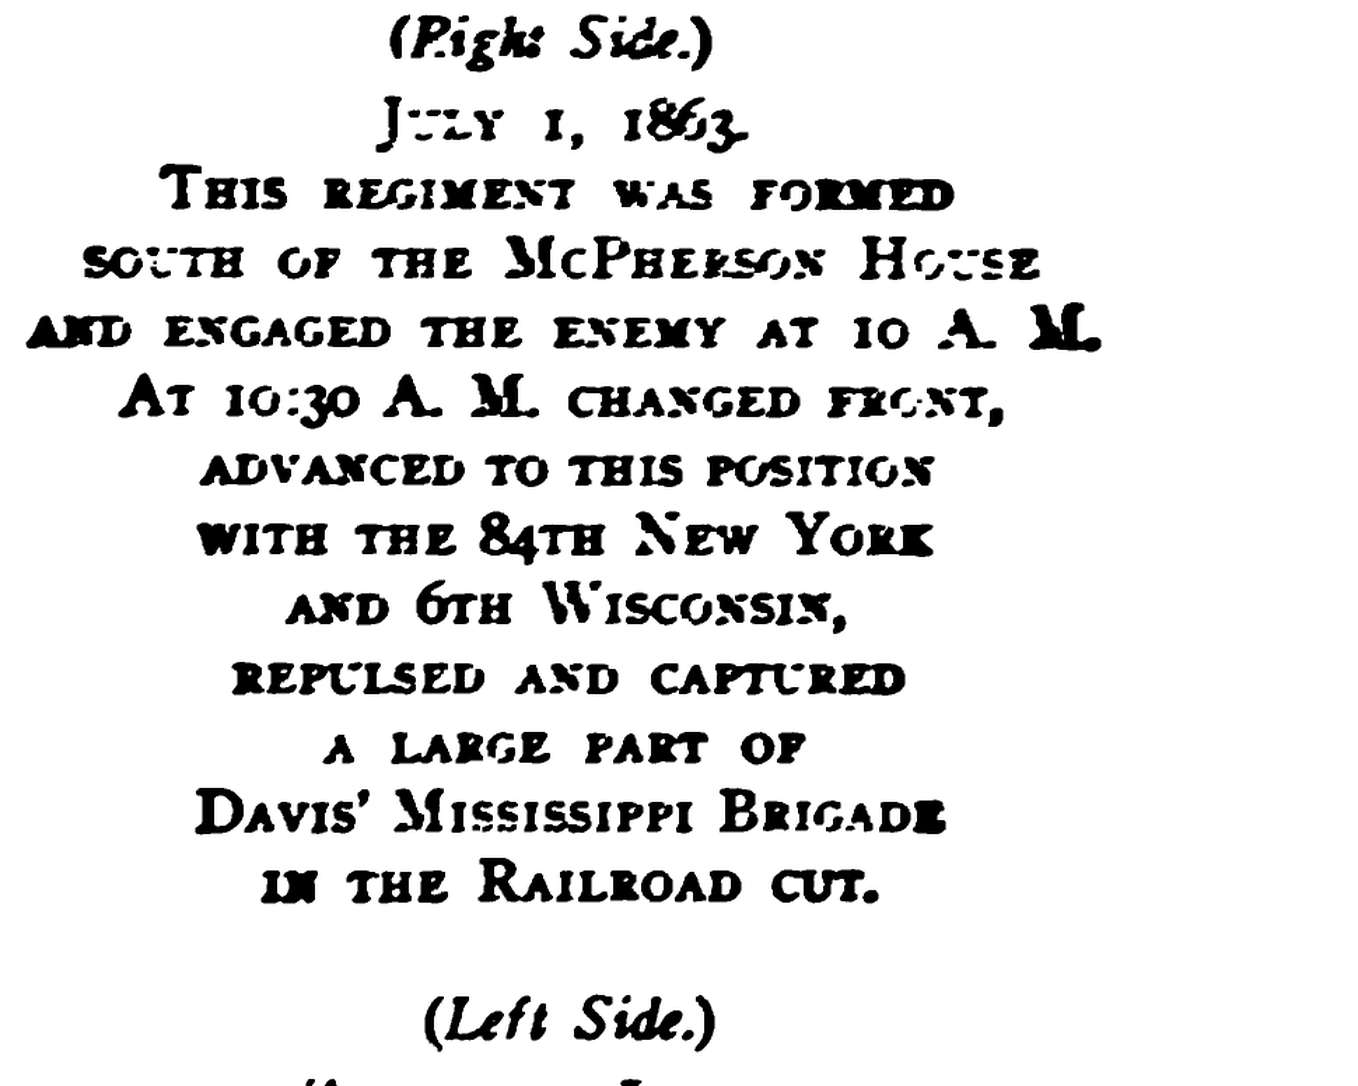 (Right Side.)
July 1, 1863.
This regiment was formed
south of the McPherson House
and engaged the enemy at 10 A. M.
At 10:30 A. M. changed front,
advanced to this position
with the 84th New York
and 6th Wisconsin,
repulsed and captured
a large part of
Davis' Mississippi Brigade
in the Railroad cut.
(Left Side.)